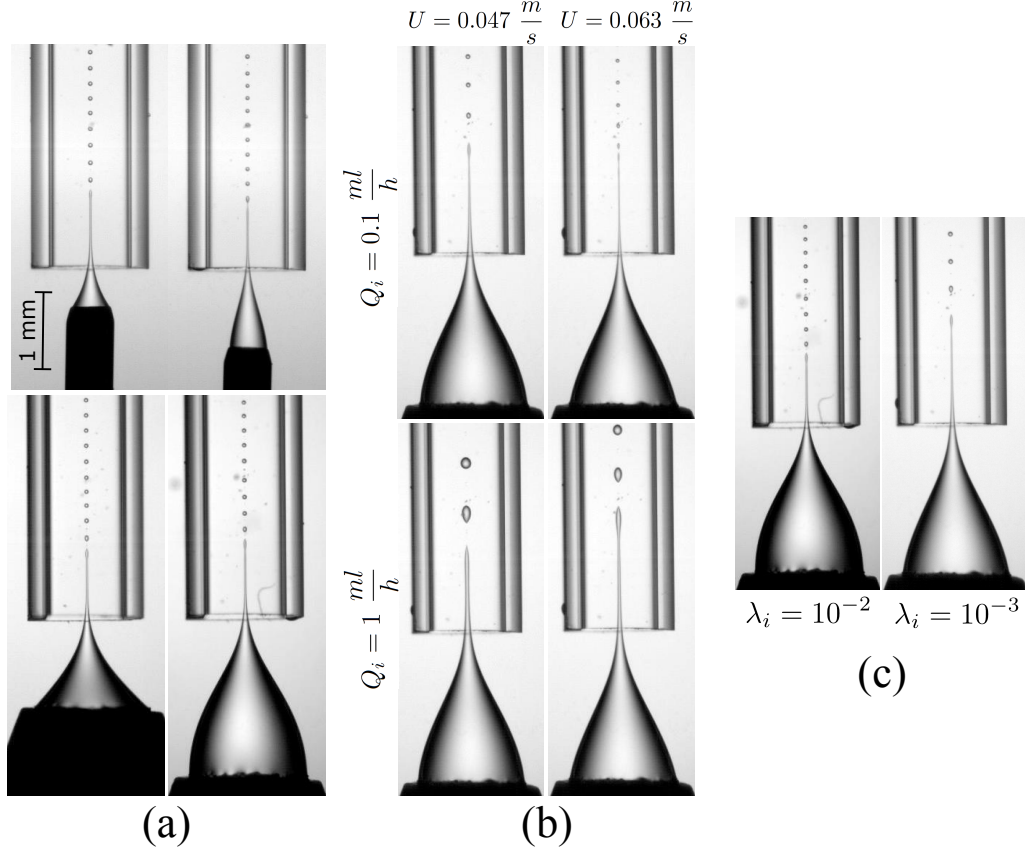 U = 0.047 m/s
U = 0.063 m/s
Q_i = 0.1 ml/h
1 mm
Q_i = 1 ml/h
λ_i = 10^{-2}
λ_i = 10^{-3}
(a)
(b)
(c)